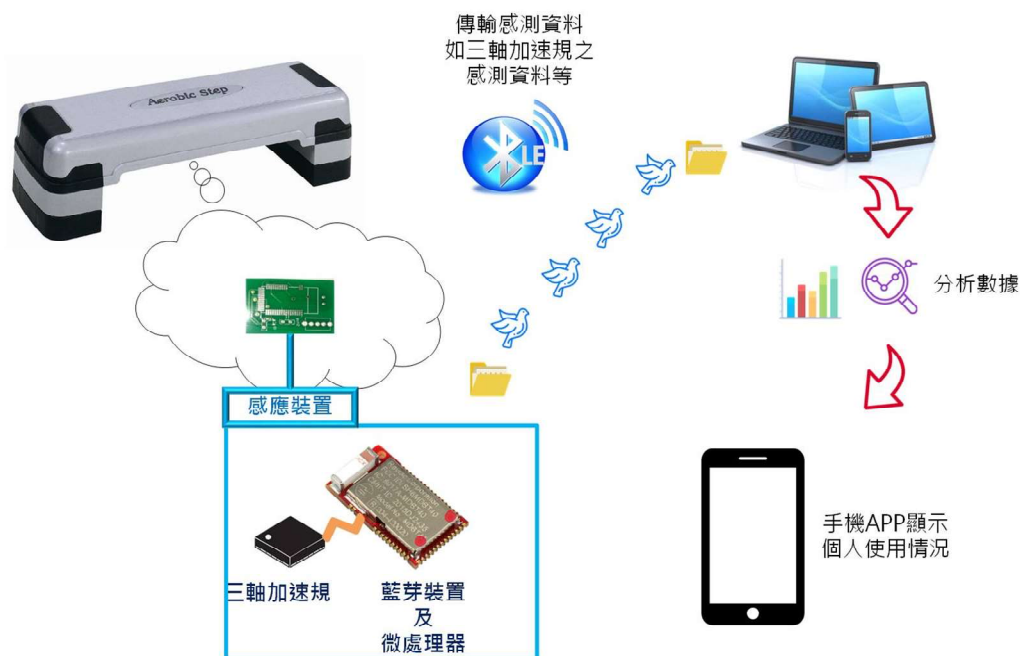 傳輸感測資料
如三軸加速規之
感測資料等
Aerobic Step
LE
分析數據
感應裝置
手機APP顯示
個人使用情況
三軸加速規
藍芽裝置
及
微處理器